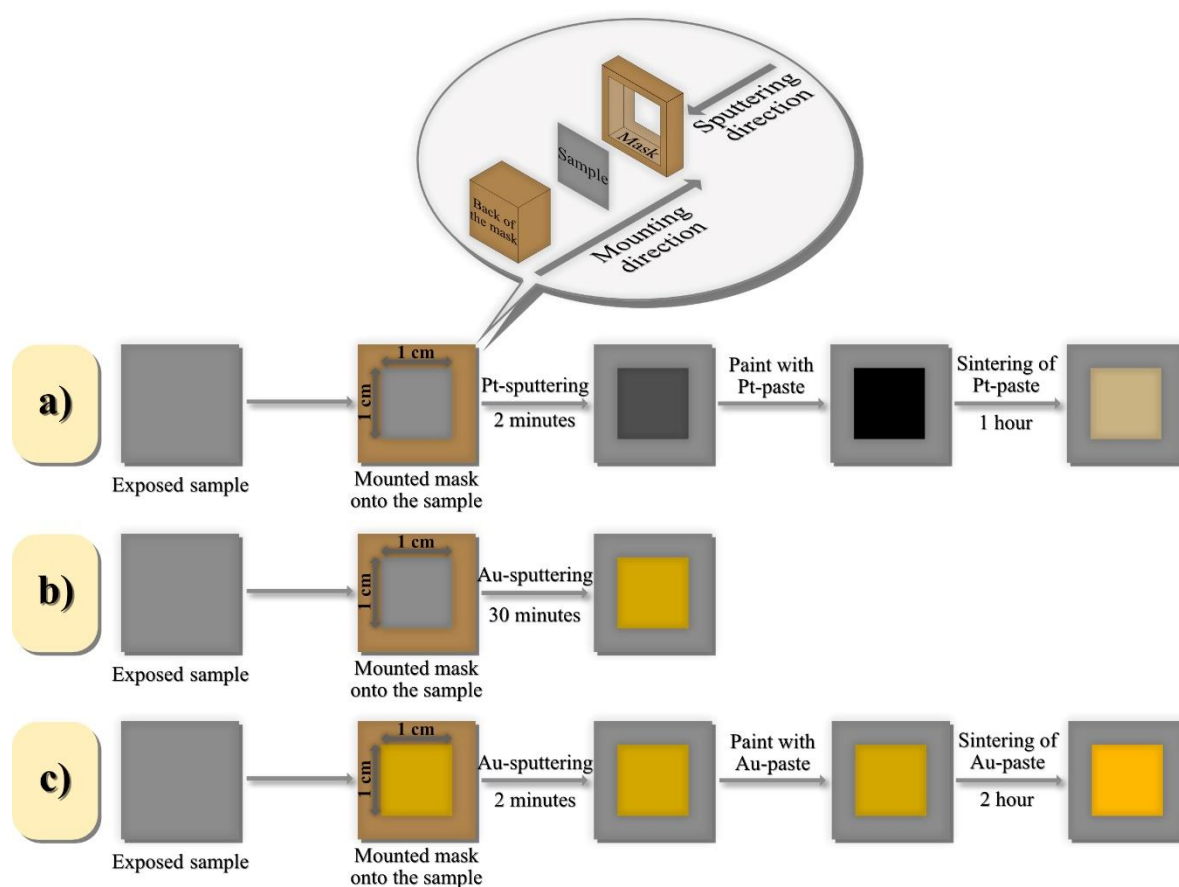 Sputtering
direction
Mask
Sample
Back of
the mask
Mounting
direction
a)
1 cm
1 cm
Pt-sputtering
2 minutes
Paint with
Pt-paste
Sintering of
Pt-paste
1 hour
Exposed sample
Mounted mask
onto the sample
b)
1 cm
1 cm
Au-sputtering
30 minutes
Exposed sample
Mounted mask
onto the sample
c)
1 cm
1 cm
Au-sputtering
2 minutes
Paint with
Au-paste
Sintering of
Au-paste
2 hour
Exposed sample
Mounted mask
onto the sample